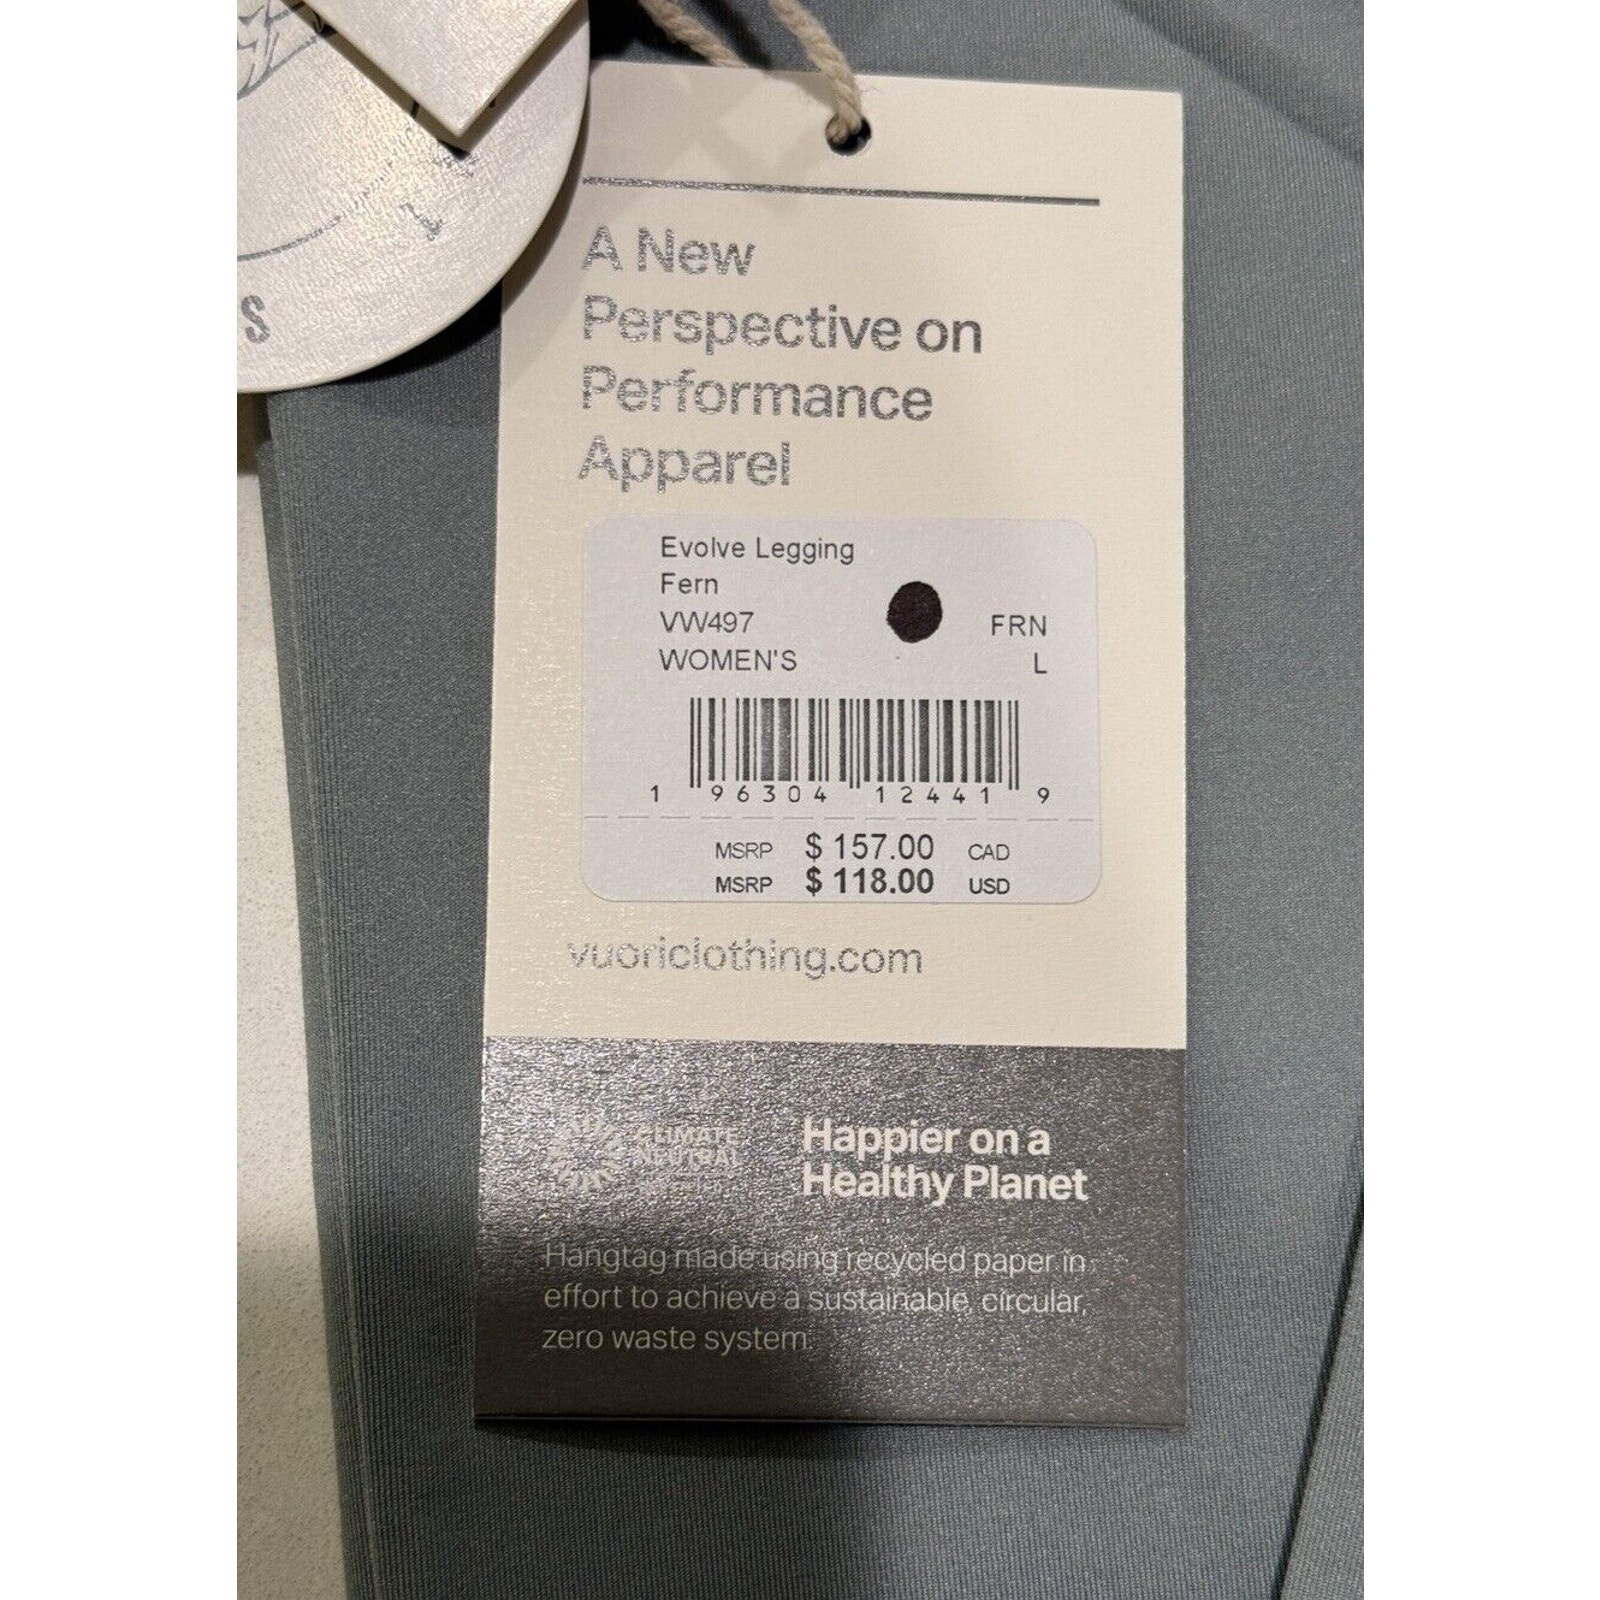 S
A New
Perspective on
Performance
Apparel
Evolve Legging
Fern
VW497 FRN
WOMEN'S L
1 96304 12441 9
MSRP $ 157.00 CAD
MSRP $ 118.00 USD
vuoriclothing.com
CLIMATE
NEUTRAL
Happier on a
Healthy Planet
Hangtag made using recycled paper in
effort to achieve a sustainable, circular,
zero waste system.